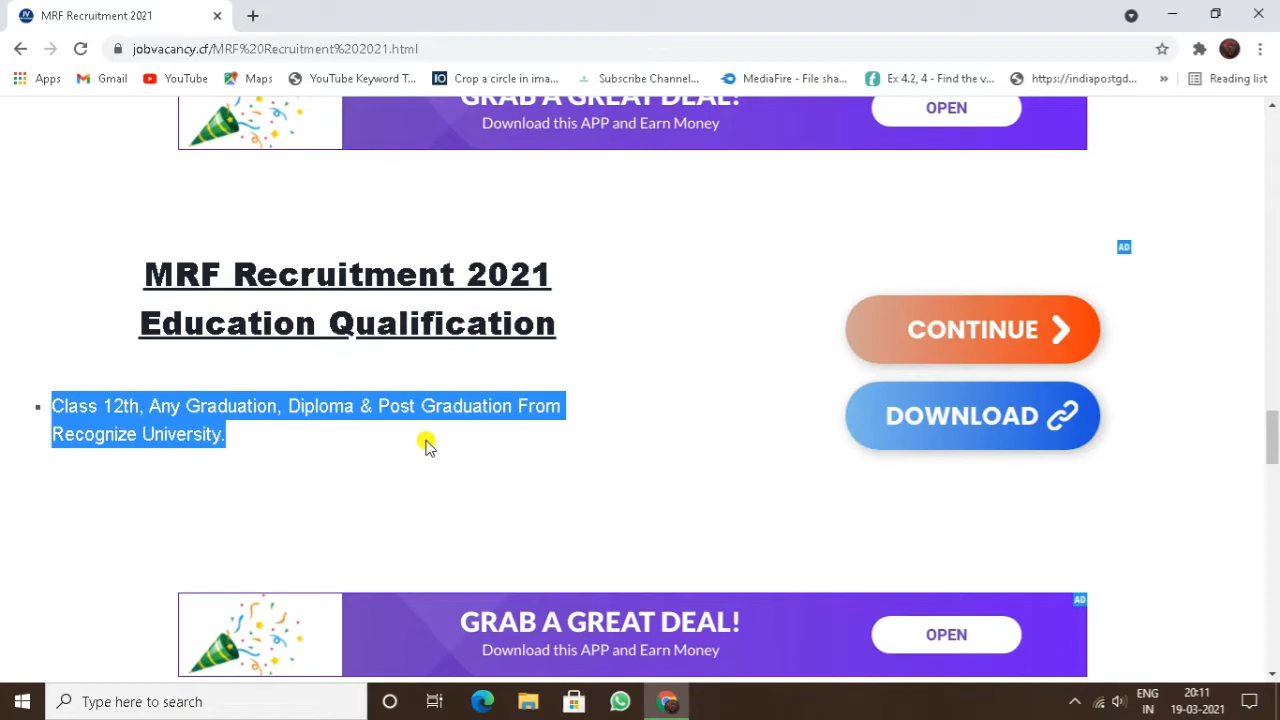 MRF Recruitment 2021
jobvacancy.cf/MRF%20Recruitment%202021.html
Apps
Gmail
YouTube
Maps
YouTube Keyword T...
IO
Crop a circle in ima...
Subscribe Channel...
MediaFire - File sha...
Ex 4.2, 4 - Find the v...
https://indiapostgd...
»
Reading list
GRAB A GREAT DEAL!
Download this APP and Earn Money
OPEN
AD
MRF Recruitment 2021
Education Qualification
CONTINUE
DOWNLOAD
Class 12th, Any Graduation, Diploma & Post Graduation From
Recognize University.
AD
GRAB A GREAT DEAL!
Download this APP and Earn Money
OPEN
Type here to search
ENG
IN
20:11
19-03-2021